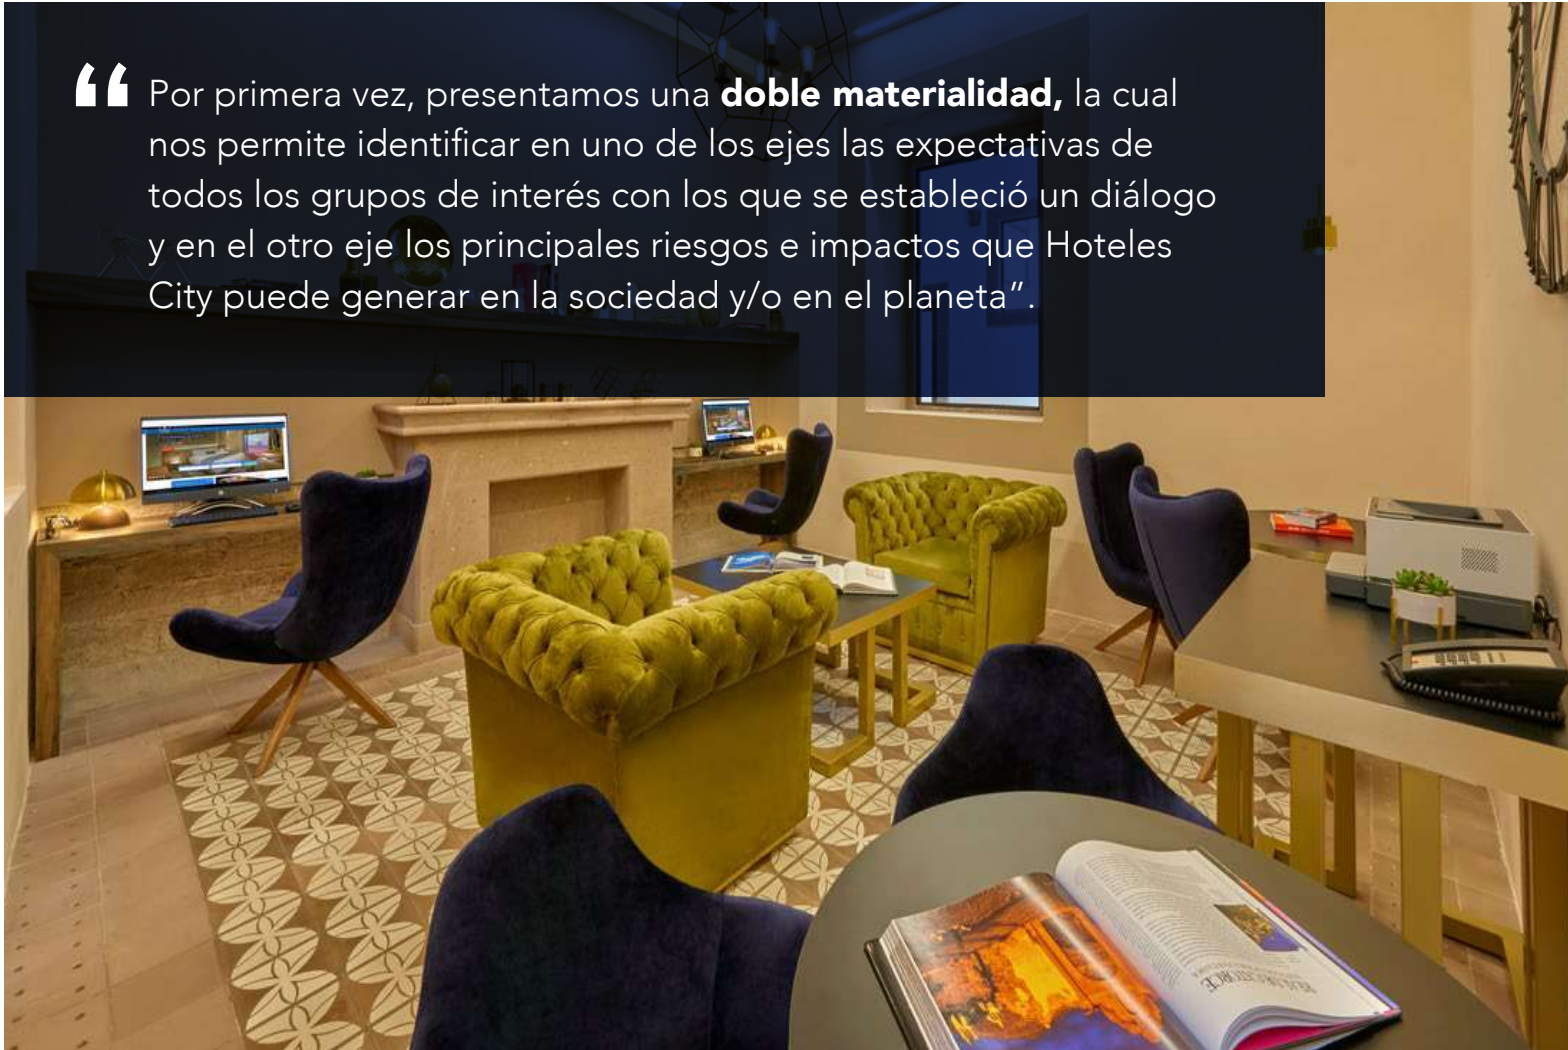 “ Por primera vez, presentamos una doble materialidad, la cual
nos permite identificar en uno de los ejes las expectativas de
todos los grupos de interés con los que se estableció un diálogo
y en el otro eje los principales riesgos e impactos que Hoteles
City puede generar en la sociedad y/o en el planeta”.